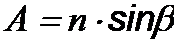 A = n · sinβ